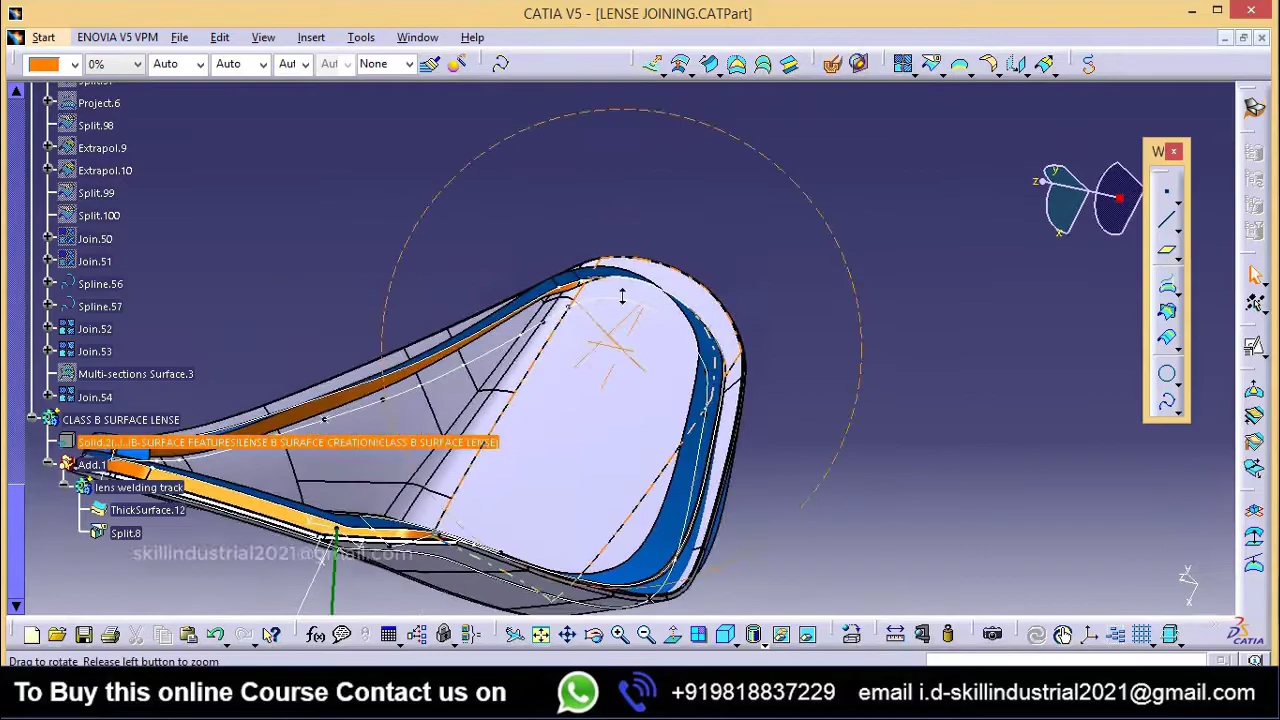 CATIA V5 - [LENSE JOINING.CATPart]
Start ENOVIA V5 VPM File Edit View Insert Tools Window Help
0% Auto Auto Aut Aut None
Project.6
Split.98
Extrapol.9
Extrapol.10
Split.99
Split.100
Join.50
Join.51
Spline.56
Spline.57
Join.52
Join.53
Multi-sections Surface.3
Join.54
CLASS B SURFACE LENSE
Add.1
lens welding track
ThickSurface.12
Split.8
skillindustrial2021@gmail.com
W
z
y
x
y
z
x
f(x)
CATIA
Drag to rotate. Release left button to zoom
To Buy this online Course Contact us on +919818837229 email i.d-skillindustrial2021@gmail.com